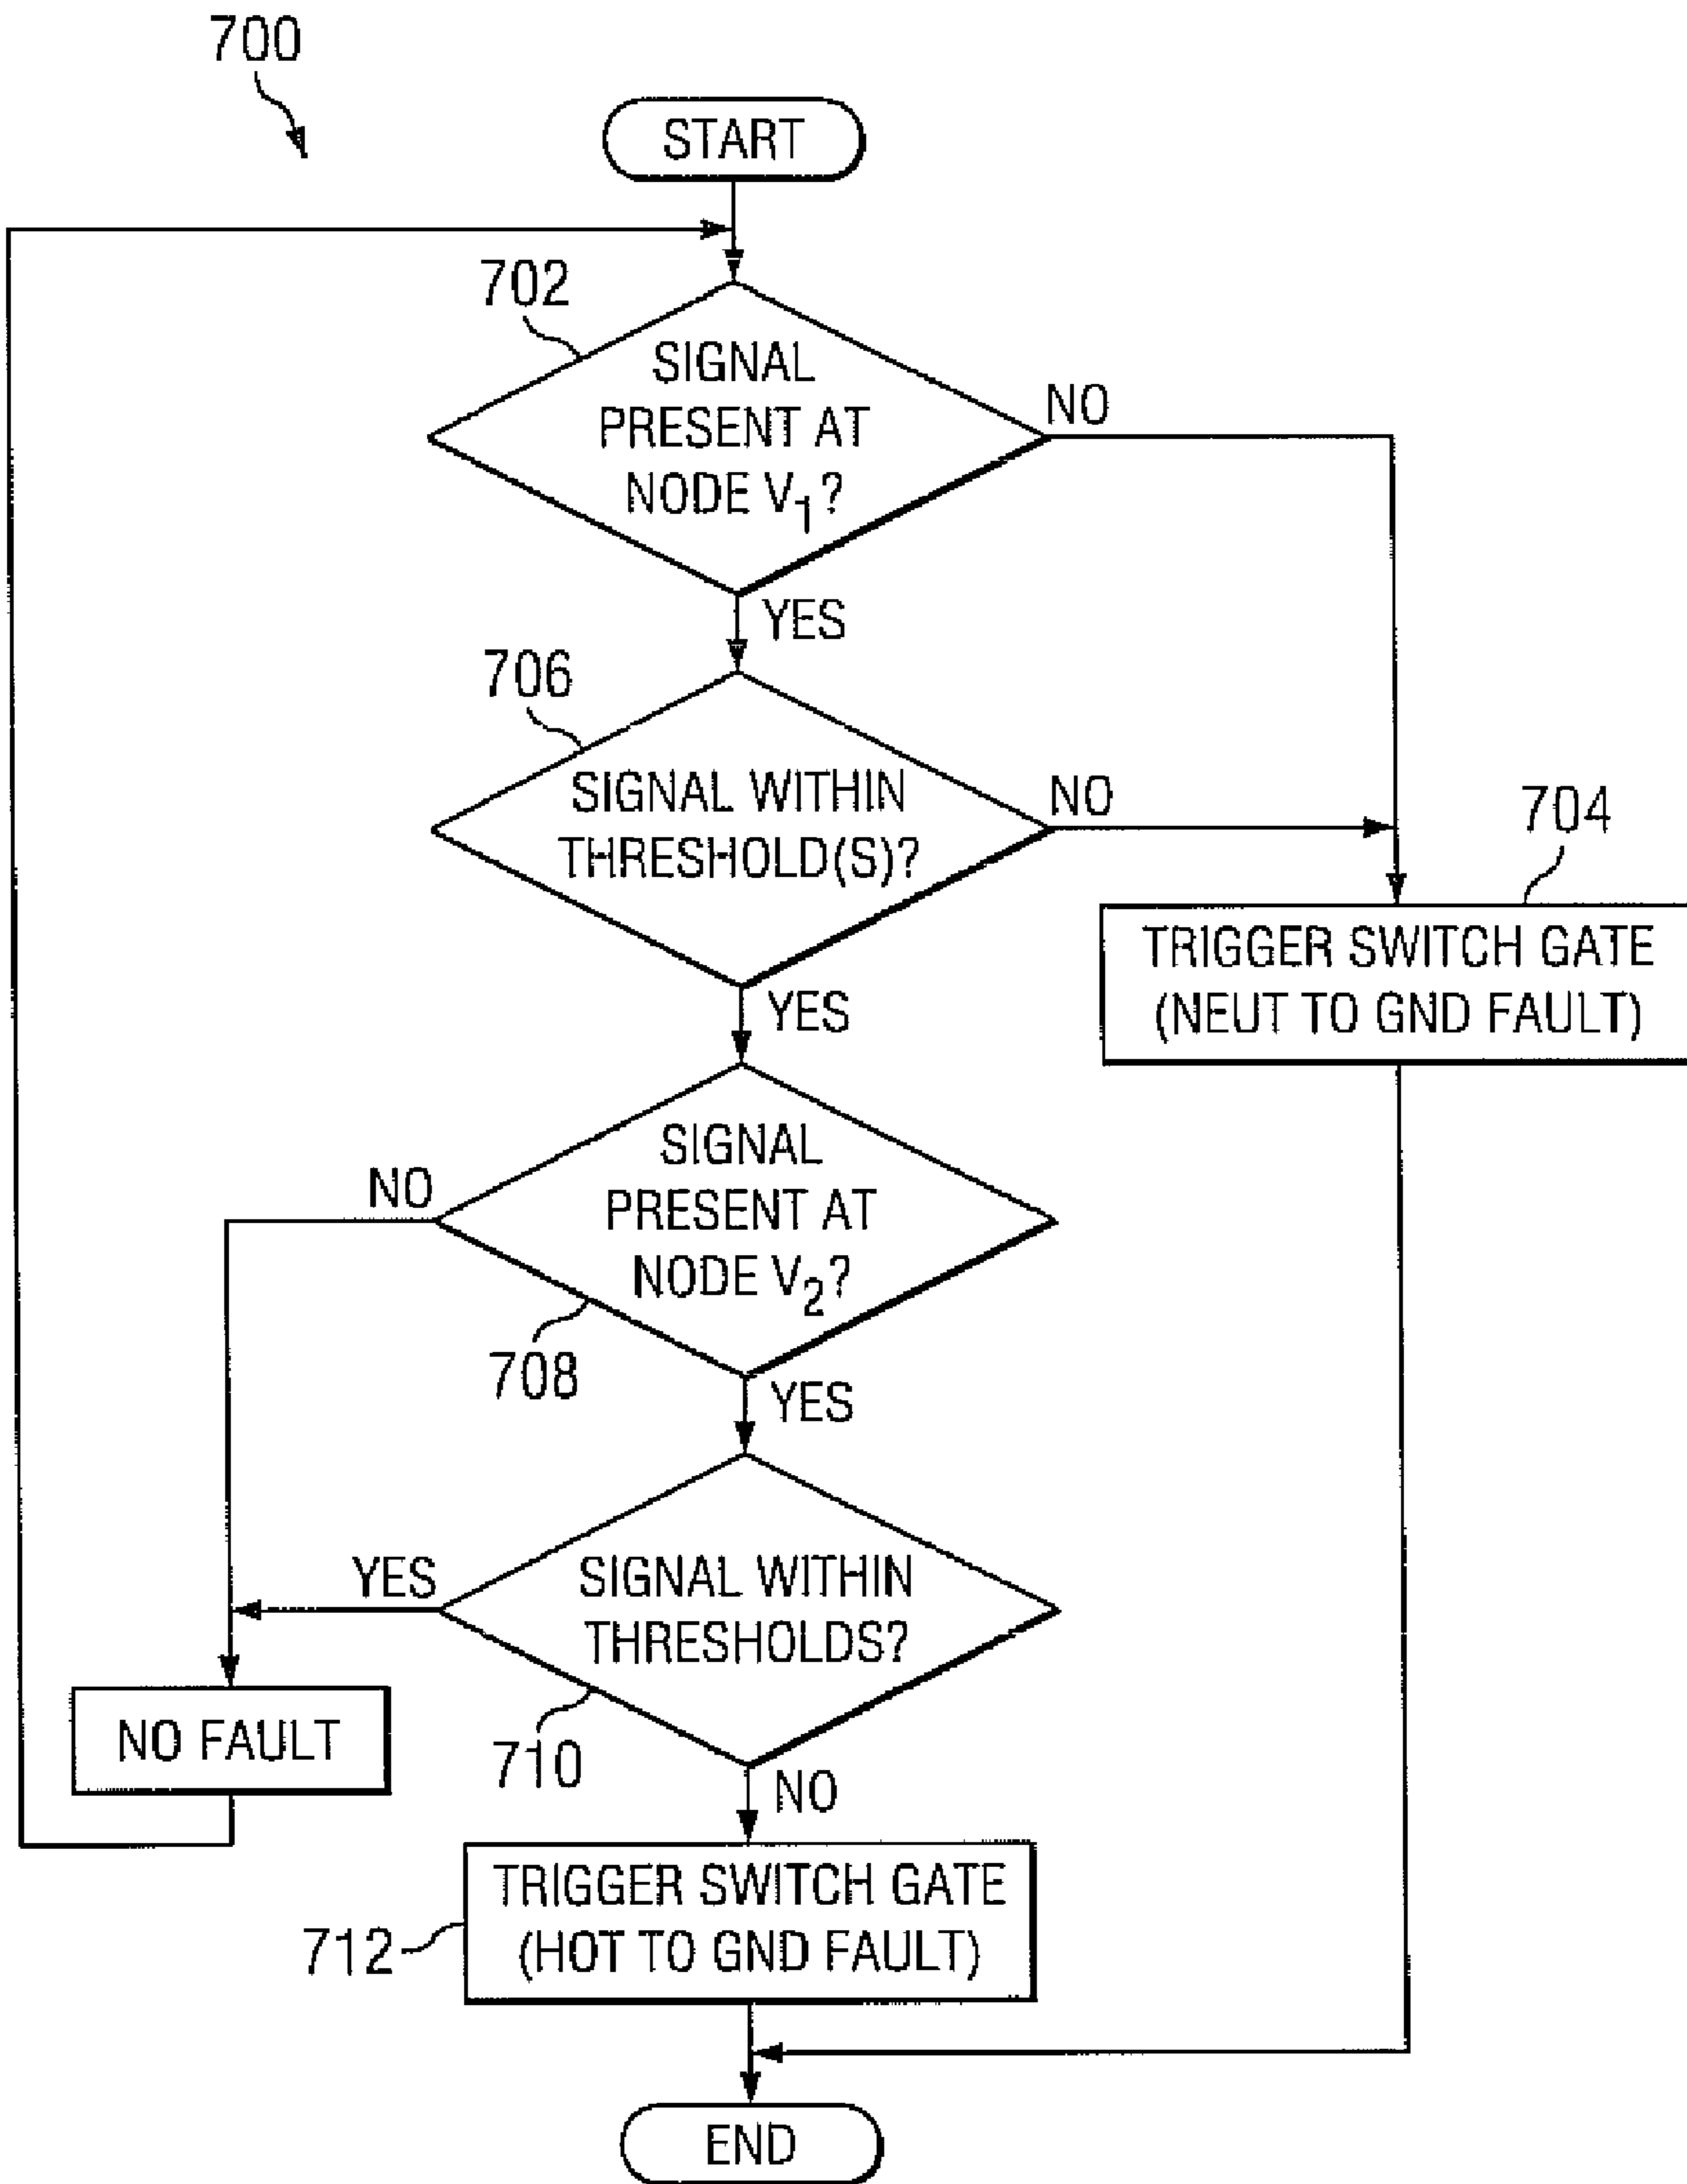 700
START
702
SIGNAL
PRESENT AT
NODE V1?
NO
YES
706
SIGNAL WITHIN
THRESHOLD(S)?
NO
704
TRIGGER SWITCH GATE
(NEUT TO GND FAULT)
YES
SIGNAL
PRESENT AT
NODE V2?
NO
708
YES
SIGNAL WITHIN
THRESHOLDS?
YES
NO FAULT
710
NO
TRIGGER SWITCH GATE
(HOT TO GND FAULT)
712
END